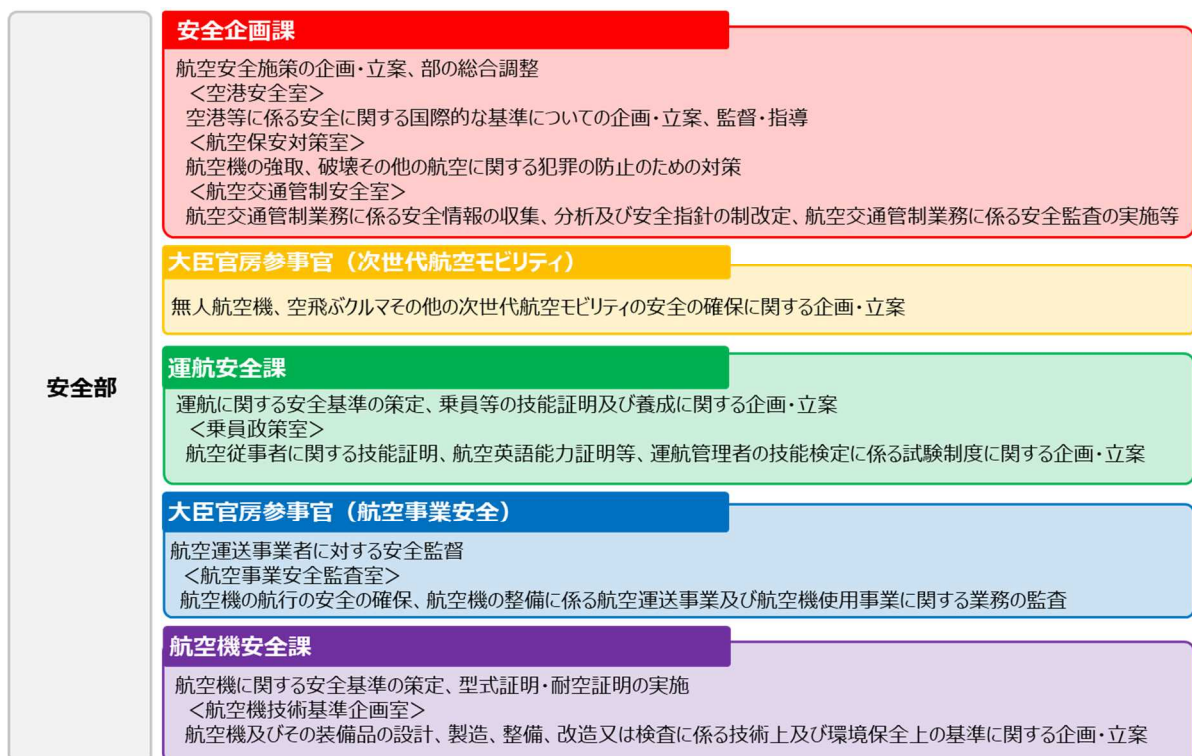 安全部
安全企画課
航空安全施策の企画・立案、部の総合調整
＜空港安全室＞
空港等に係る安全に関する国際的な基準についての企画・立案、監督・指導
＜航空保安対策室＞
航空機の強取、破壊その他の航空に関する犯罪の防止のための対策
＜航空交通管制安全室＞
航空交通管制業務に係る安全情報の収集、分析及び安全指針の制改定、航空交通管制業務に係る安全監査の実施等
大臣官房参事官（次世代航空モビリティ）
無人航空機、空飛ぶクルマその他の次世代航空モビリティの安全の確保に関する企画・立案
運航安全課
運航に関する安全基準の策定、乗員等の技能証明及び養成に関する企画・立案
＜乗員政策室＞
航空従事者に関する技能証明、航空英語能力証明等、運航管理者の技能検定に係る試験制度に関する企画・立案
大臣官房参事官（航空事業安全）
航空運送事業者に対する安全監督
＜航空事業安全監査室＞
航空機の航行の安全の確保、航空機の整備に係る航空運送事業及び航空機使用事業に関する業務の監査
航空機安全課
航空機に関する安全基準の策定、型式証明・耐空証明の実施
＜航空機技術基準企画室＞
航空機及びその装備品の設計、製造、整備、改造又は検査に係る技術上及び環境保全上の基準に関する企画・立案